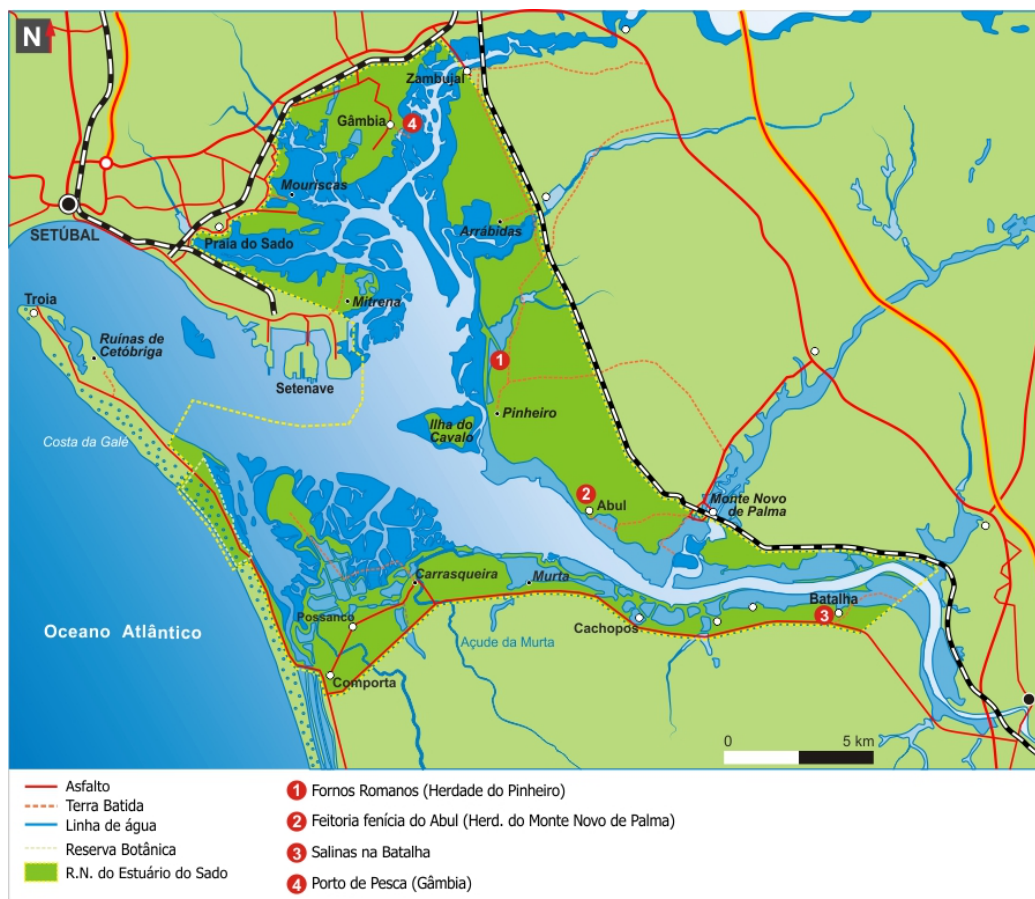 N
Zambujal
Gâmbia
4
Mouriscas
SETÚBAL
Praia do Sado
Arrábidas
Troia
Mitrena
Ruínas de
Cetóbriga
Setenave
1
Pinheiro
Ilha do
Cavalo
Costa da Galé
2
Abul
Monte Novo
de Palma
Carrasqueira
Murta
Batalha
3
Possanco
Cachopos
Açude da Murta
Oceano Atlântico
Comporta
0 5 km
Asfalto
Terra Batida
Linha de água
Reserva Botânica
R.N. do Estuário do Sado
1 Fornos Romanos (Herdade do Pinheiro)
2 Feitoria fenícia do Abul (Herd. do Monte Novo de Palma)
3 Salinas na Batalha
4 Porto de Pesca (Gâmbia)